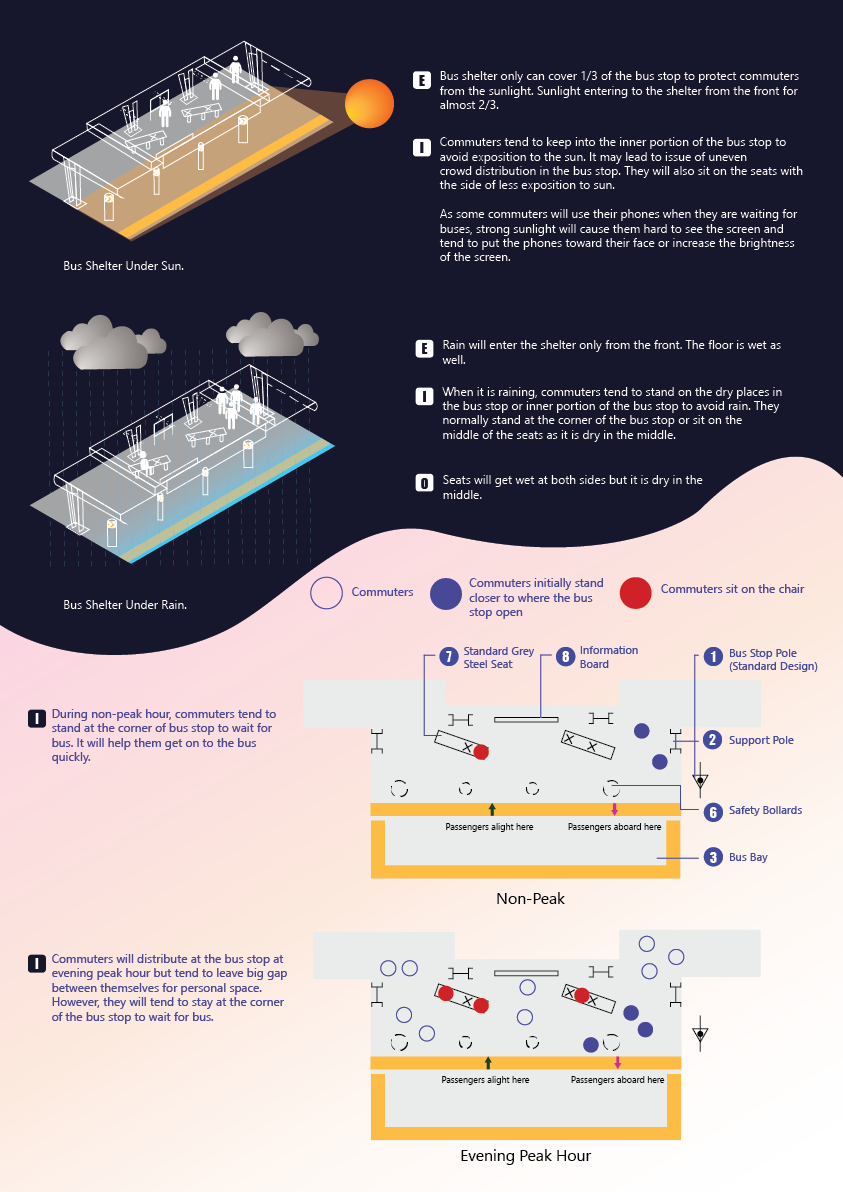 E
Bus shelter only can cover 1/3 of the bus stop to protect commuters
from the sunlight. Sunlight entering to the shelter from the front for
almost 2/3.
I
Commuters tend to keep into the inner portion of the bus stop to
avoid exposition to the sun. It may lead to issue of uneven
crowd distribution in the bus stop. They will also sit on the seats with
the side of less exposition to sun.
As some commuters will use their phones when they are waiting for
buses, strong sunlight will cause them hard to see the screen and
tend to put the phones toward their face or increase the brightness
of the screen.
Bus Shelter Under Sun.
E
Rain will enter the shelter only from the front. The floor is wet as
well.
I
When it is raining, commuters tend to stand on the dry places in
the bus stop or inner portion of the bus stop to avoid rain. They
normally stand at the corner of the bus stop or sit on the
middle of the seats as it is dry in the middle.
O
Seats will get wet at both sides but it is dry in the
middle.
Bus Shelter Under Rain.
Commuters
Commuters initially stand
closer to where the bus
stop open
Commuters sit on the chair
7
Standard Grey
Steel Seat
8
Information
Board
1
Bus Stop Pole
(Standard Design)
I
During non-peak hour, commuters tend to
stand at the corner of bus stop to wait for
bus. It will help them get on to the bus
quickly.
2
Support Pole
6
Safety Bollards
Passengers alight here
Passengers aboard here
3
Bus Bay
Non-Peak
I
Commuters will distribute at the bus stop at
evening peak hour but tend to leave big gap
between themselves for personal space.
However, they will tend to stay at the corner
of the bus stop to wait for bus.
Passengers alight here
Passengers aboard here
Evening Peak Hour